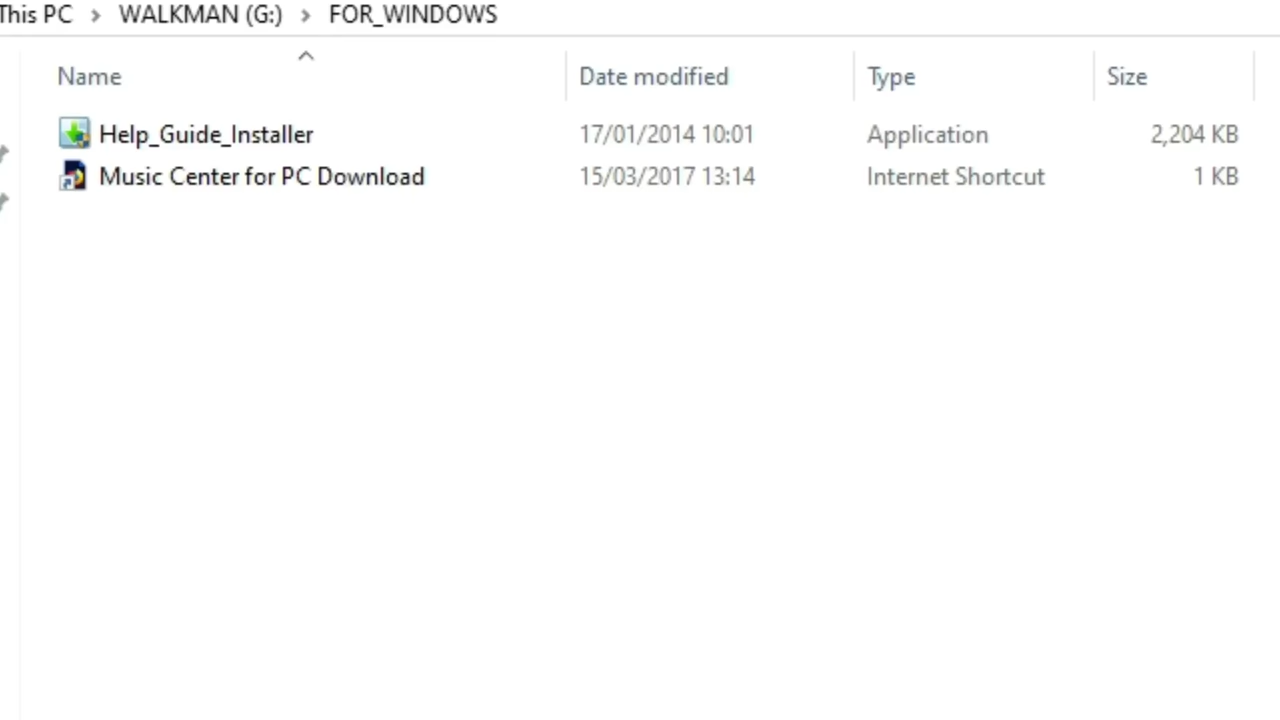 This PC > WALKMAN (G:) > FOR_WINDOWS
Name Date modified Type Size
Help_Guide_Installer 17/01/2014 10:01 Application 2,204 KB
Music Center for PC Download 15/03/2017 13:14 Internet Shortcut 1 KB